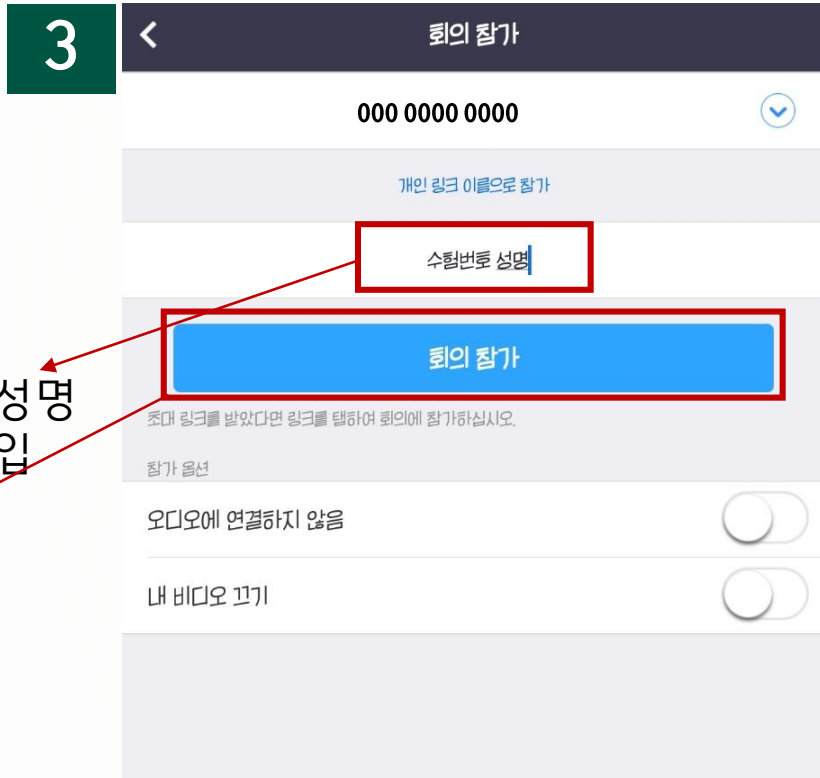 3
회의 참가
000 0000 0000
개인 링크 이름으로 참가
수험번호 성명
회의 참가
성명
입
초대 링크를 받았다면 링크를 탭하여 회의에 참가하십시오.
참가 옵션
오디오에 연결하지 않음
내 비디오 끄기